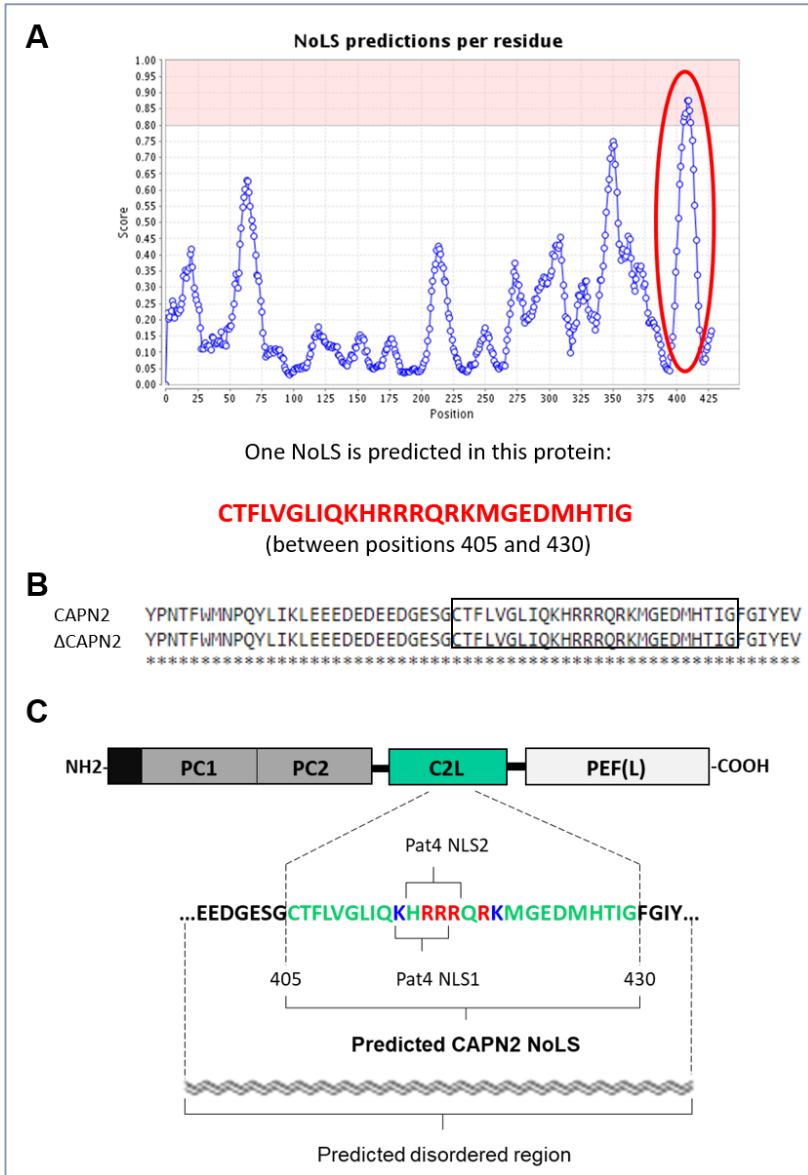 A
NoLS predictions per residue
1.00
0.95
0.90
0.85
0.80
0.75
0.70
0.65
0.60
0.55
0.50
0.45
0.40
0.35
0.30
0.25
0.20
0.15
0.10
0.05
0.00
Score
0 25 50 75 100 125 150 175 200 225 250 275 300 325 350 375 400 425
Position
One NoLS is predicted in this protein:
CTFLVGLIQKHRRRQRKMGEDMHTIG
(between positions 405 and 430)
B
CAPN2 YPNTFWMNPQYLIKLEEEDEDEEDGESGCTFLVGLIQKHRRRQRKMGEDMHTIGFGIYEV
ΔCAPN2 YPNTFWMNPQYLIKLEEEDEDEEDGESGCTFLVGLIQKHRRRQRKMGEDMHTIGFGIYEV
************************************************************
C
NH2- PC1 PC2 C2L PEF(L) -COOH
Pat4 NLS2
...EEDGESGCTFLVGLIQKHRRRQRKMGEDMHTIGFGIY...
405 Pat4 NLS1 430
Predicted CAPN2 NoLS
Predicted disordered region